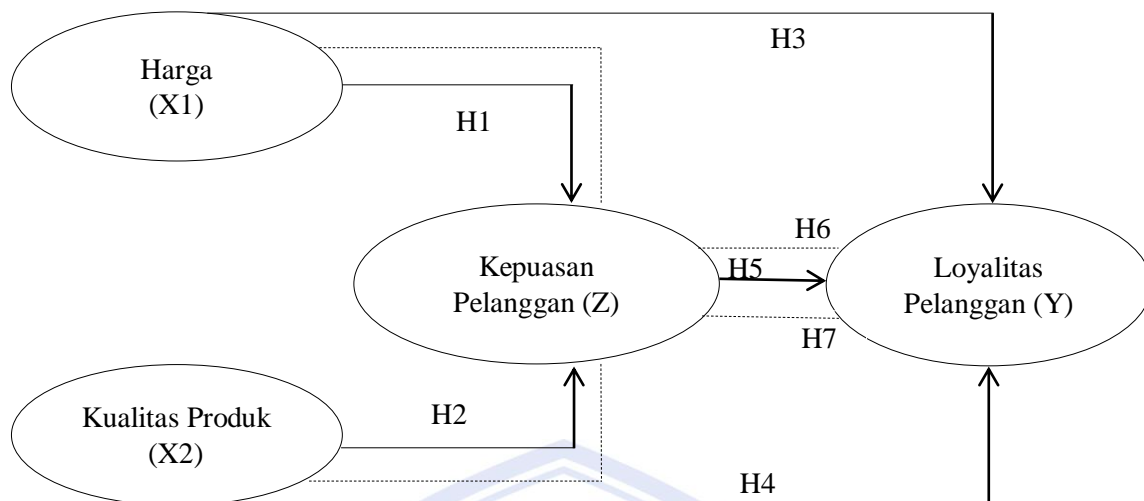 H3
Harga
(X1)
H1
H6
Kepuasan
Pelanggan (Z)
H5
Loyalitas
Pelanggan (Y)
H7
Kualitas Produk
(X2)
H2
H4